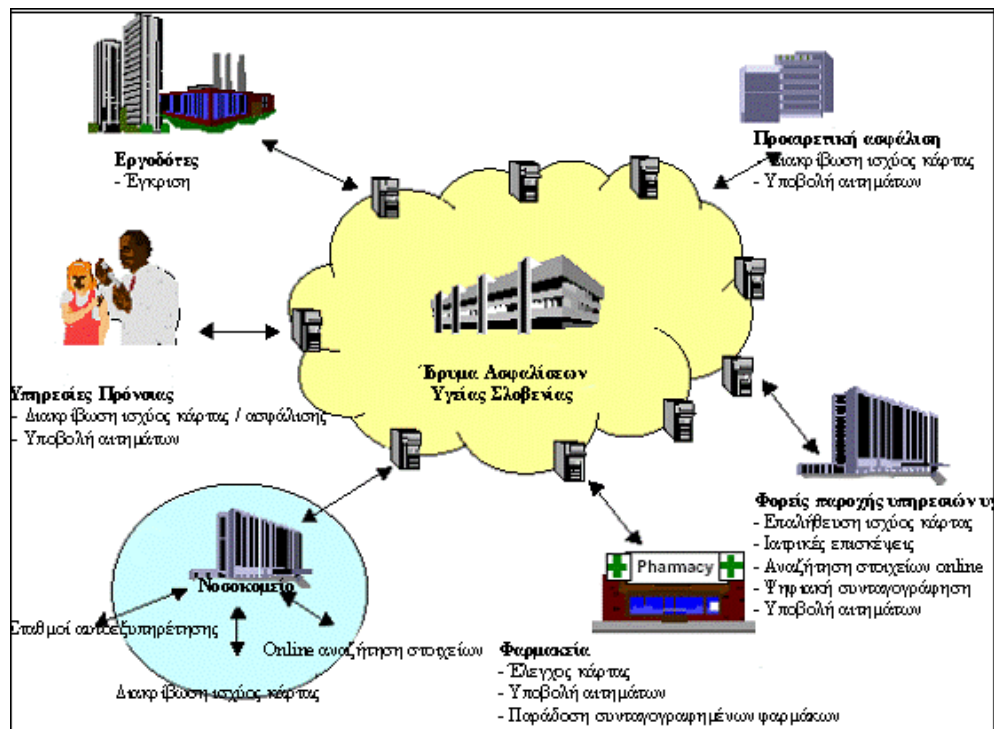 Εργοδότες
- Έγκριση
Προαιρετική ασφάλιση
- Διακρίβωση ισχύος κάρτας
- Υποβολή αιτημάτων
Υπηρεσίες Πρόνοιας
- Διακρίβωση ισχύος κάρτας / ασφάλισης
- Υποβολή αιτημάτων
Ίδρυμα Ασφαλίσεων
Υγείας Σλοβενίας
Φορείς παροχής υπηρεσιών υγ
- Επαλήθευση ισχύος κάρτας
- Ιατρικές επισκέψεις
- Αναζήτηση στοιχείων online
- Ψηφιακή συνταγογράφηση
- Υποβολή αιτημάτων
Νοσοκομείο
Σταθμοί αυτοεξυπηρέτησης
Online αναζήτηση στοιχείων
Διακρίβωση ισχύος κάρτας
Pharmacy
Φαρμακεία
- Έλεγχος κάρτας
- Υποβολή αιτημάτων
- Παράδοση συνταγογραφημένων φαρμάκων